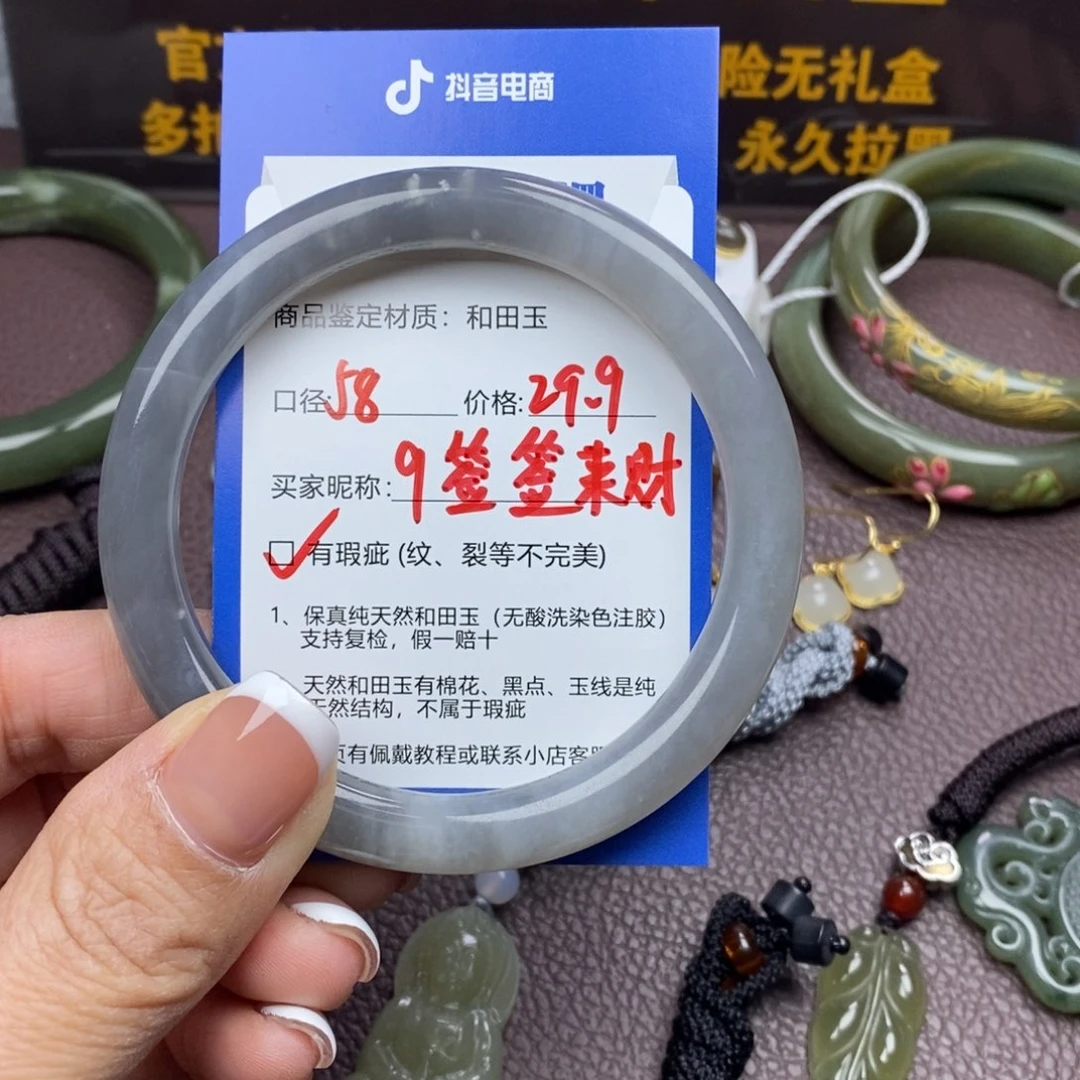 官
险无礼盒
多拍
永久拉黑
抖音电商
商品鉴定材质：和田玉
口径:58 价格:29.9
买家昵称:9签签来财
有瑕疵 (纹、裂等不完美)
1、保真纯天然和田玉（无酸洗染色注胶）
支持复检，假一赔十
天然和田玉有棉花、黑点、玉线是纯
天然结构，不属于瑕疵
页有佩戴教程或联系小店客服